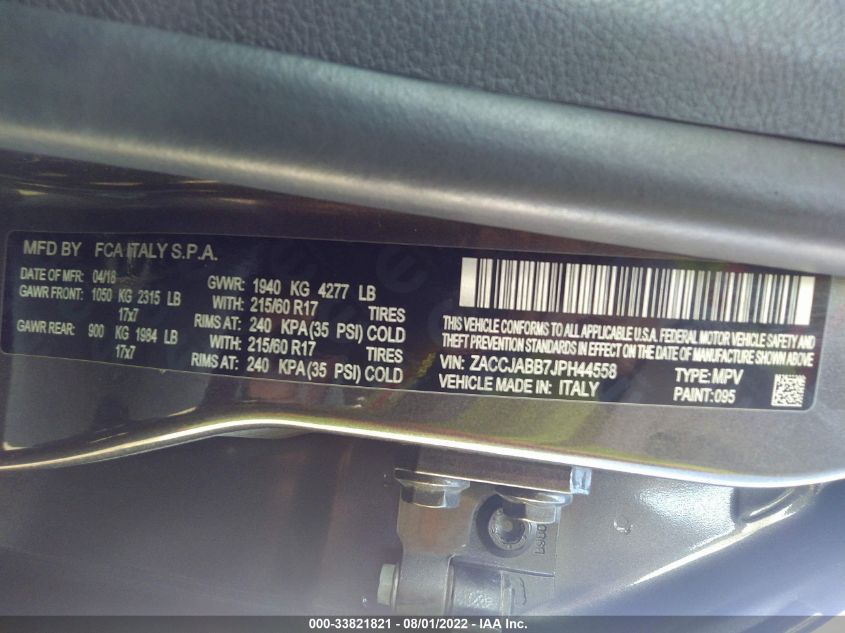 MFD BY FCA ITALY S.P.A.
DATE OF MFR: 04/18 GVWR: 1940 KG 4277 LB
GAWR FRONT: 1050 KG 2315 LB WITH: 215/60 R17 TIRES
17x7 RIMS AT: 240 KPA (35 PSI) COLD
GAWR REAR: 900 KG 1984 LB WITH: 215/60 R17 TIRES
17x7 RIMS AT: 240 KPA (35 PSI) COLD
THIS VEHICLE CONFORMS TO ALL APPLICABLE U.S.A. FEDERAL MOTOR VEHICLE SAFETY AND
THEFT PREVENTION STANDARDS IN EFFECT ON THE DATE OF MANUFACTURE SHOWN ABOVE
VIN: ZACCJABB7JPH44558 TYPE: MPV
VEHICLE MADE IN: ITALY PAINT: 095
000-33821821 - 08/01/2022 - IAA Inc.